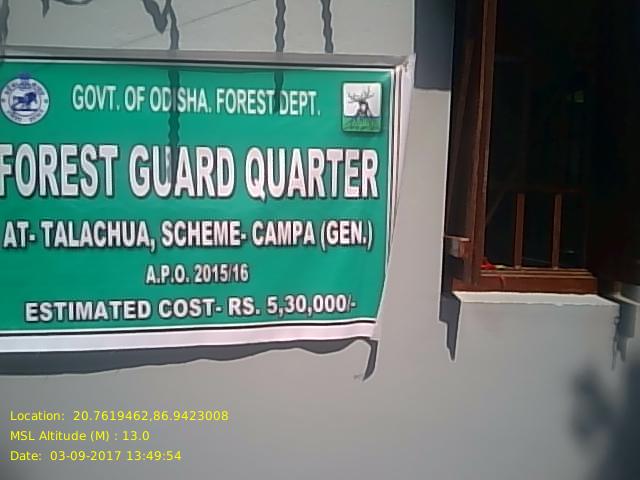 GOVT. OF ODISHA. FOREST DEPT.
FOREST GUARD QUARTER
AT- TALACHUA, SCHEME- CAMPA (GEN.)
A.P.O. 2015/16
ESTIMATED COST- RS. 5,30,000/-
Location: 20.7619462,86.9423008
MSL Altitude (M) : 13.0
Date: 03-09-2017 13:49:54